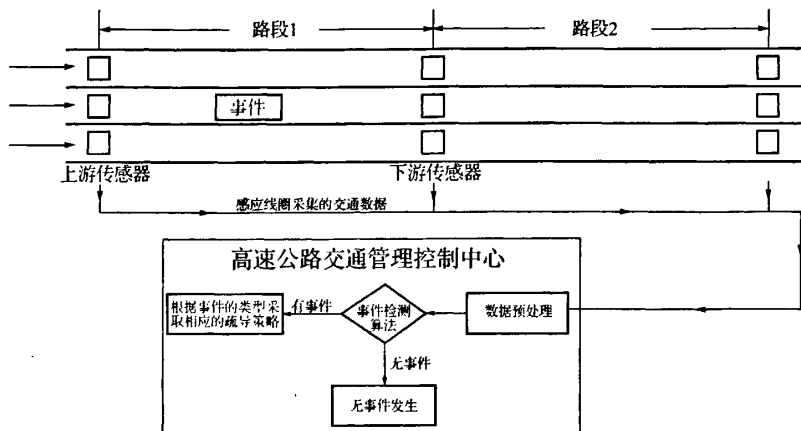 路段1
路段2
事件
上游传感器
下游传感器
感应线圈采集的交通数据
高速公路交通管理控制中心
根据事件的类型采
取相应的疏导策略
有事件
事件检测
算法
数据预处理
无事件
无事件发生